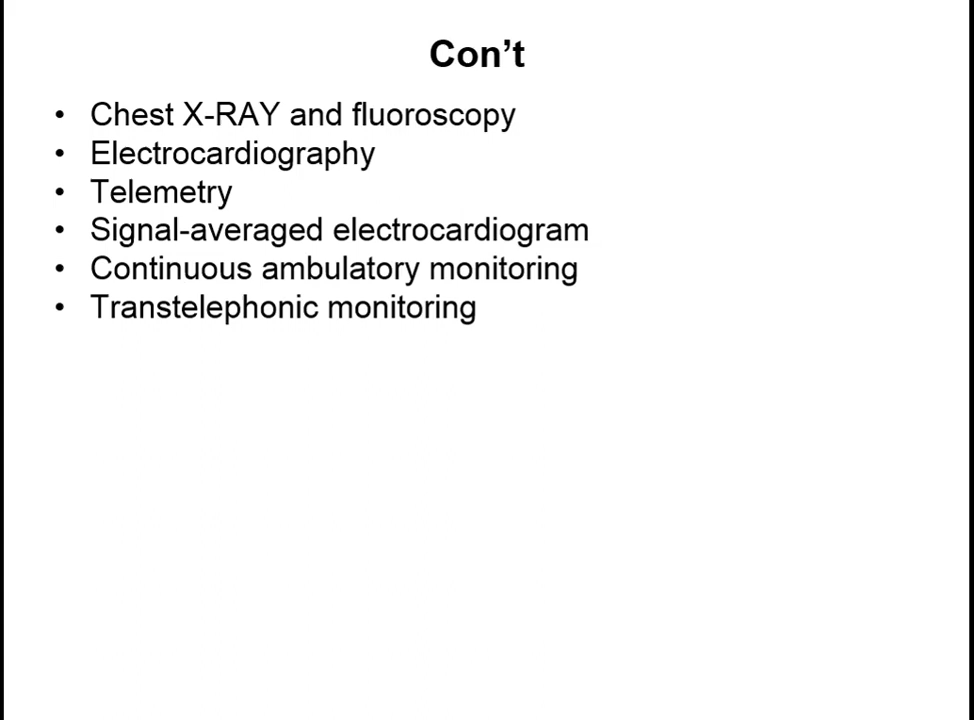 Con’t
• Chest X-RAY and fluoroscopy
• Electrocardiography
• Telemetry
• Signal-averaged electrocardiogram
• Continuous ambulatory monitoring
• Transtelephonic monitoring